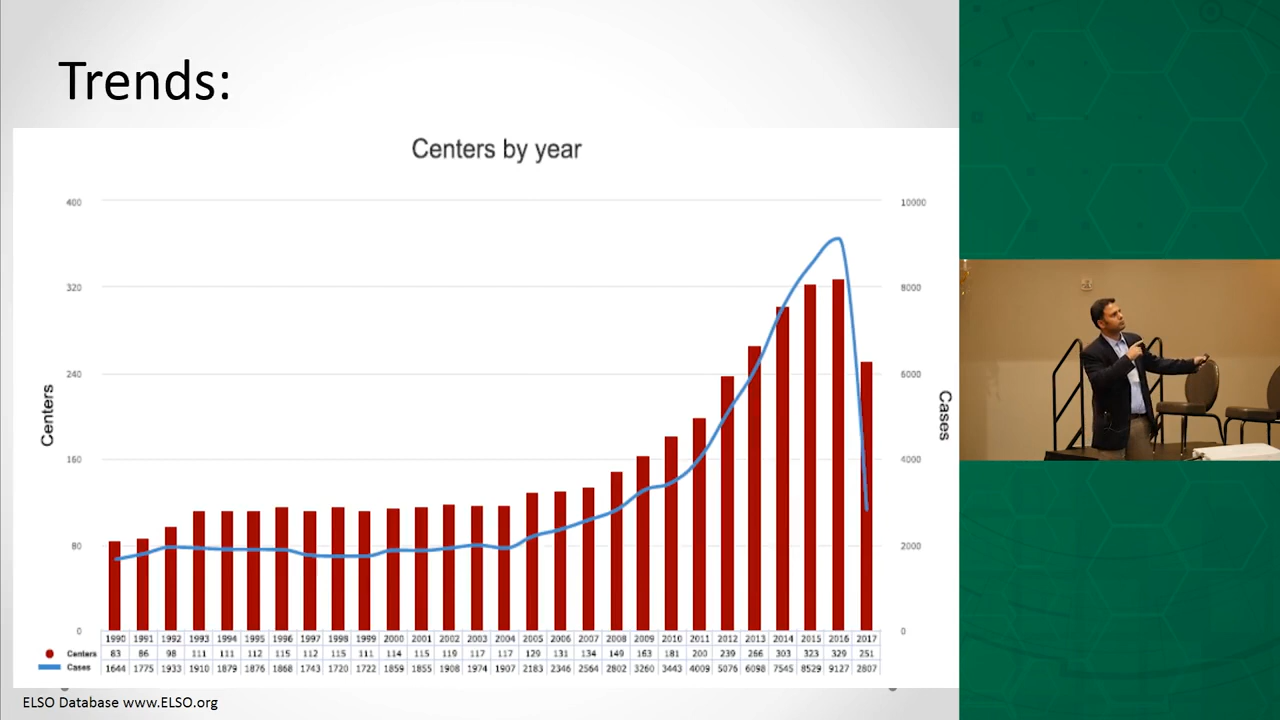 Trends:
Centers by year
400
320
240
160
80
0
10000
8000
6000
4000
2000
0
Centers
Cases
1990 1991 1992 1993 1994 1995 1996 1997 1998 1999 2000 2001 2002 2003 2004 2005 2006 2007 2008 2009 2010 2011 2012 2013 2014 2015 2016 2017
Centers 83 86 98 111 111 112 115 112 115 111 114 115 119 117 117 129 131 134 149 163 181 200 239 266 303 323 329 251
Cases 1644 1775 1933 1910 1879 1876 1868 1743 1720 1722 1859 1855 1908 1974 1907 2183 2346 2564 2802 3260 3443 4009 5076 6098 7545 8529 9127 2807
ELSO Database www.ELSO.org